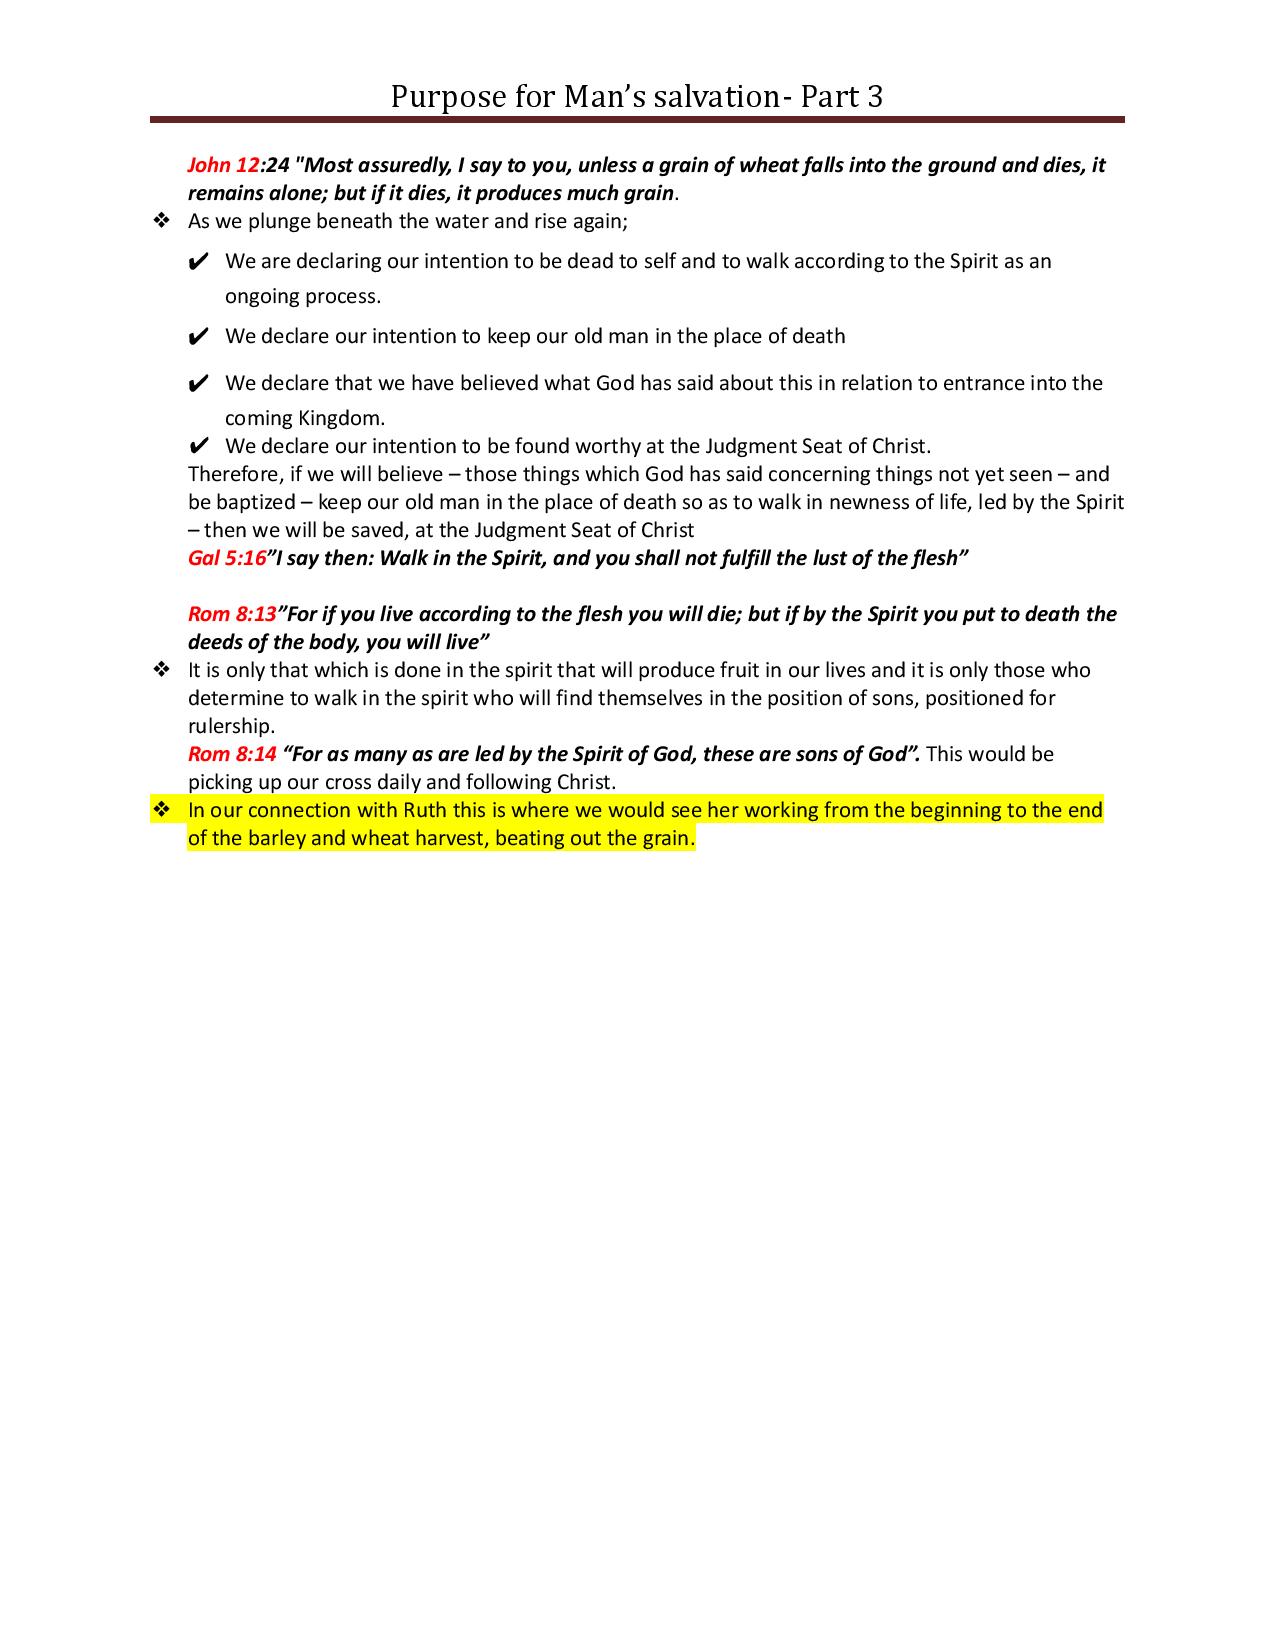 Purpose for Man’s salvation- Part 3
John 12:24 "Most assuredly, I say to you, unless a grain of wheat falls into the ground and dies, it
remains alone; but if it dies, it produces much grain.
❖ As we plunge beneath the water and rise again;
✔ We are declaring our intention to be dead to self and to walk according to the Spirit as an
ongoing process.
✔ We declare our intention to keep our old man in the place of death
✔ We declare that we have believed what God has said about this in relation to entrance into the
coming Kingdom.
✔ We declare our intention to be found worthy at the Judgment Seat of Christ.
Therefore, if we will believe – those things which God has said concerning things not yet seen – and
be baptized – keep our old man in the place of death so as to walk in newness of life, led by the Spirit
– then we will be saved, at the Judgment Seat of Christ
Gal 5:16”I say then: Walk in the Spirit, and you shall not fulfill the lust of the flesh”
Rom 8:13”For if you live according to the flesh you will die; but if by the Spirit you put to death the
deeds of the body, you will live”
❖ It is only that which is done in the spirit that will produce fruit in our lives and it is only those who
determine to walk in the spirit who will find themselves in the position of sons, positioned for
rulership.
Rom 8:14 “For as many as are led by the Spirit of God, these are sons of God”. This would be
picking up our cross daily and following Christ.
❖ In our connection with Ruth this is where we would see her working from the beginning to the end
of the barley and wheat harvest, beating out the grain.